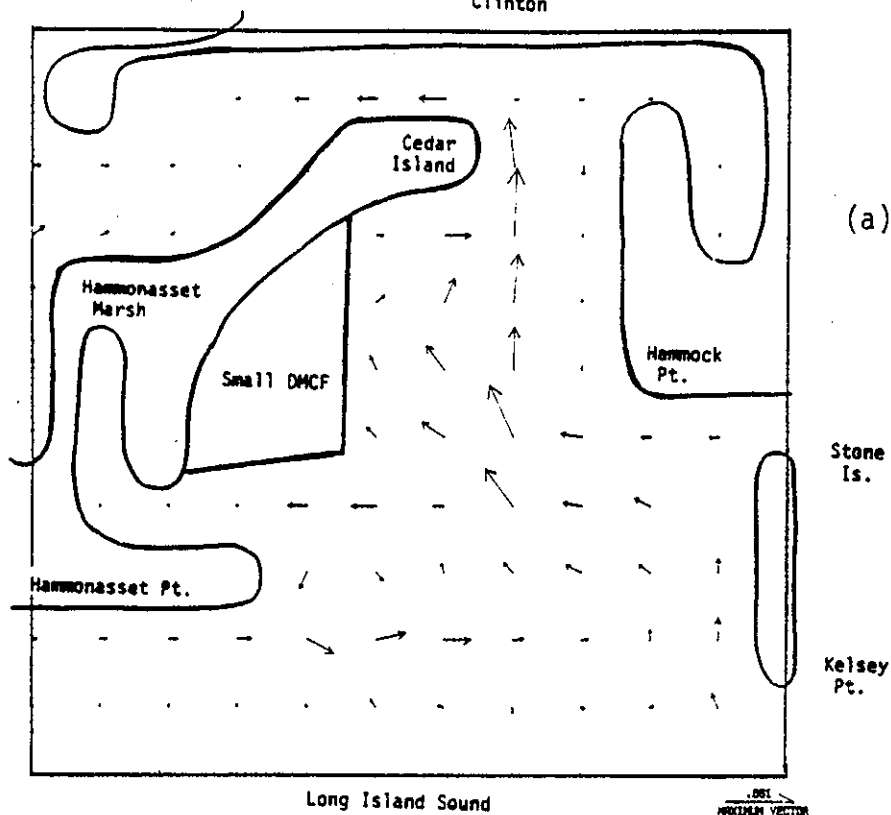 Clinton
Cedar
Island
(a)
Hammonasset
Marsh
Small DMCF
Hammock
Pt.
Stone
Is.
Hammonasset Pt.
Kelsey
Pt.
Long Island Sound
MAXIMUM VECTOR